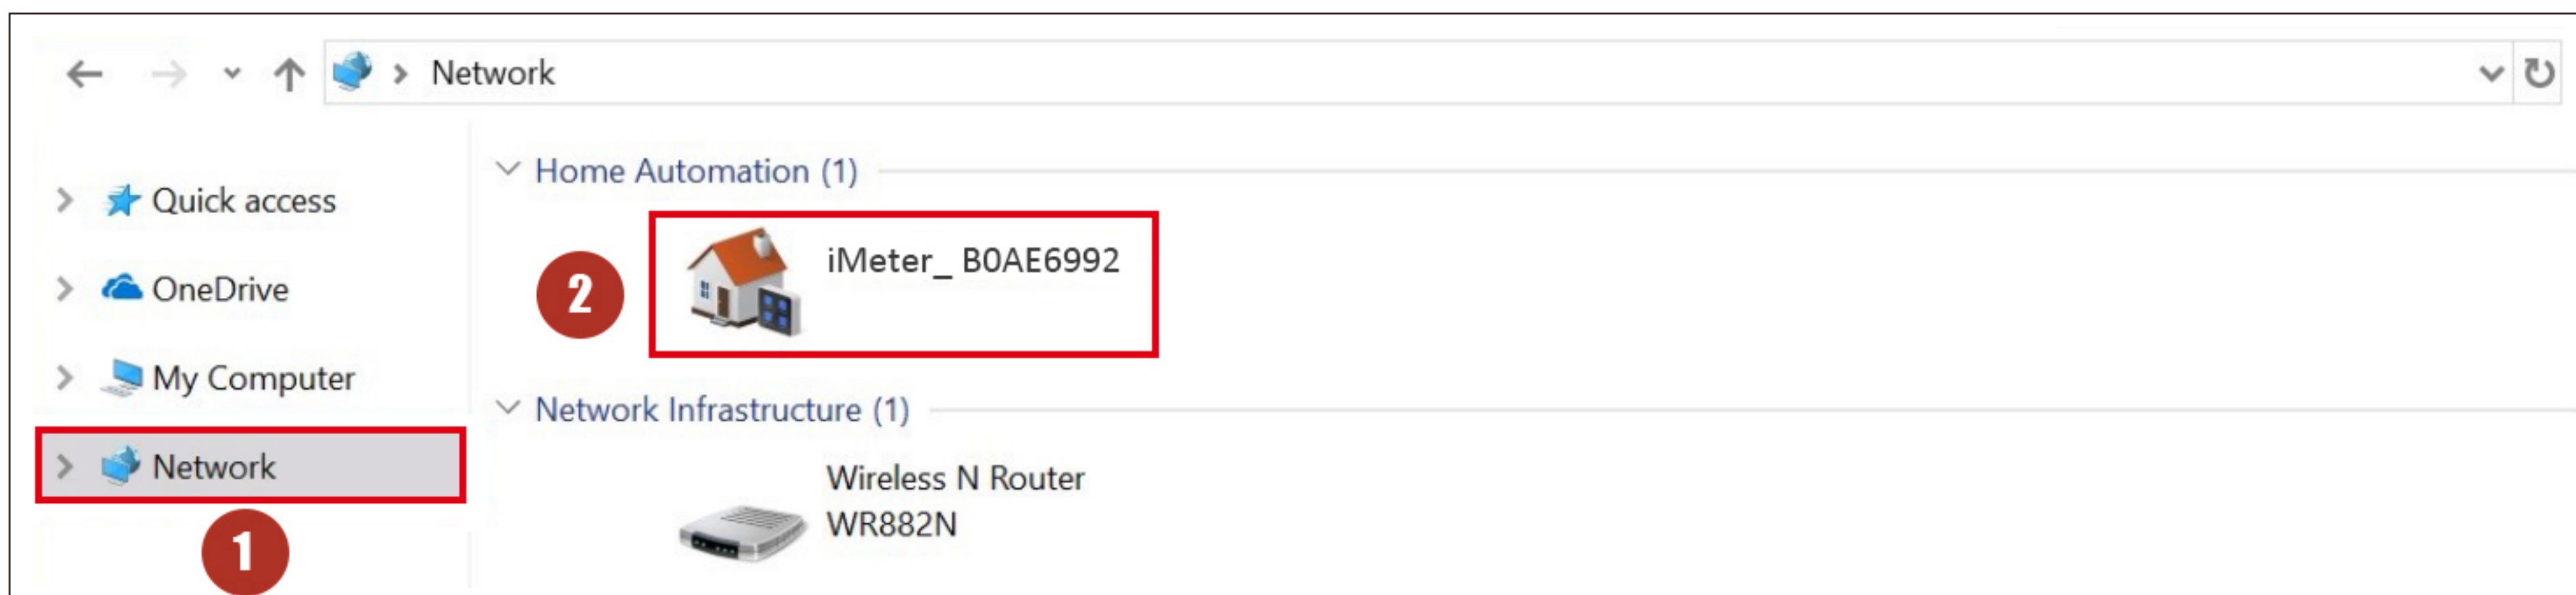 Network
Home Automation (1)
Quick access
iMeter_ B0AE6992
2
OneDrive
My Computer
Network Infrastructure (1)
Network
Wireless N Router
WR882N
1